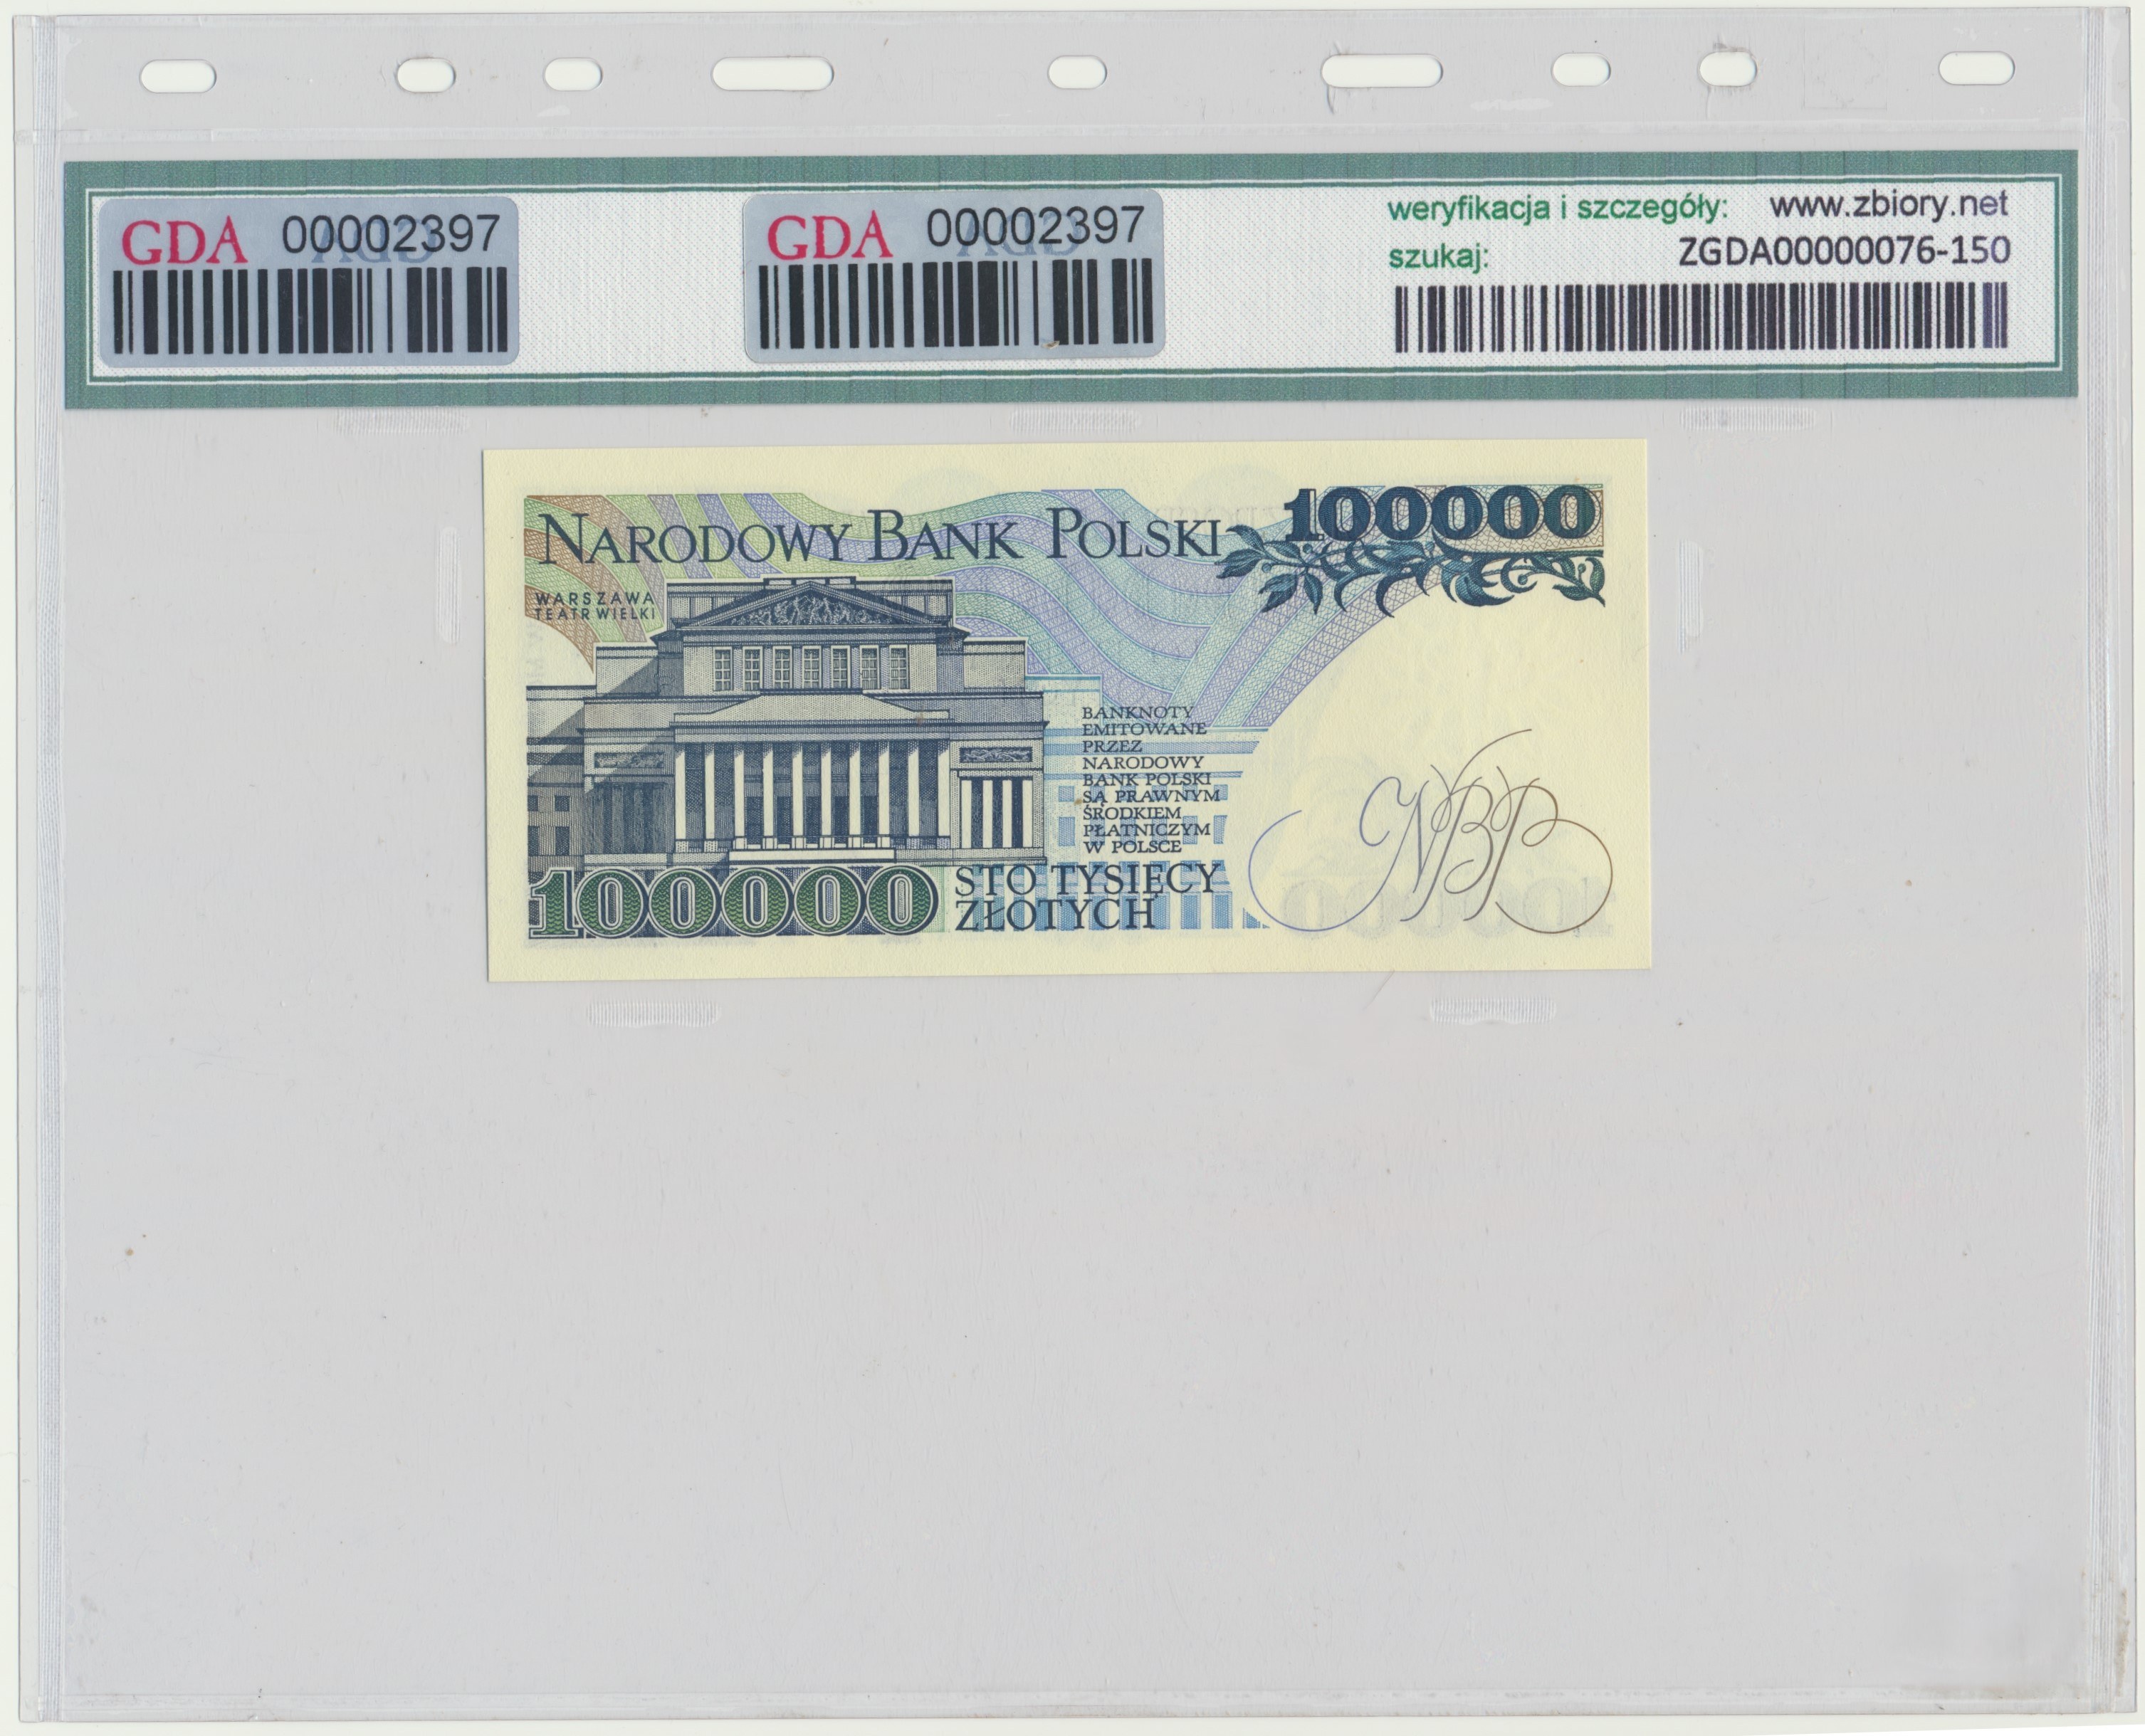 GDA 00002397
GDA 00002397
weryfikacja i szczegóły: www.zbiory.net
szukaj: ZGDA00000076-150
NARODOWY BANK POLSKI
100000
WARSZAWA
TEATR WIELKI
BANKNOTY
EMITOWANE
PRZEZ
NARODOWY
BANK POLSKI
SĄ PRAWNYM
ŚRODKIEM
PŁATNICZYM
W POLSCE
100000
STO TYSIĘCY
ZŁOTYCH
NBP